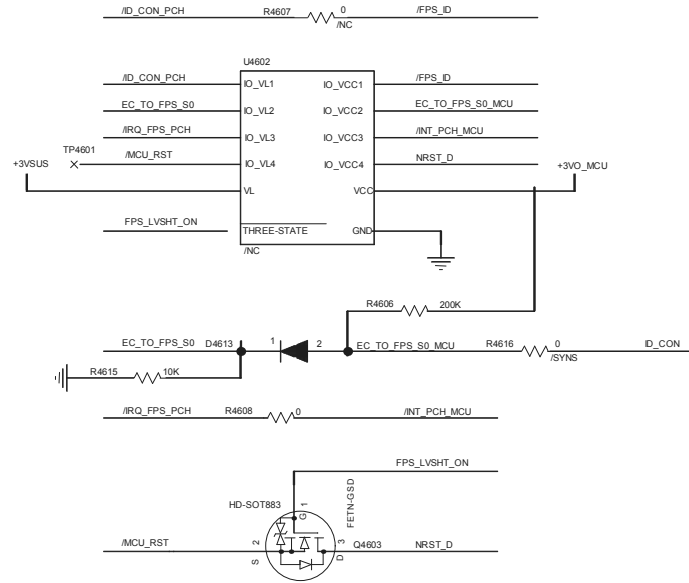 /ID_CON_PCH R4607 0 /FPS_ID
/NC
U4602
/ID_CON_PCH IO_VL1 IO_VCC1 /FPS_ID
EC_TO_FPS_S0 IO_VL2 IO_VCC2 EC_TO_FPS_S0_MCU
/IRQ_FPS_PCH IO_VL3 IO_VCC3 /INT_PCH_MCU
TP4601 /MCU_RST IO_VL4 IO_VCC4 NRST_D
+3VSUS VL VCC +3VO_MCU
FPS_LVSHT_ON THREE-STATE GND
/NC
R4606 200K
EC_TO_FPS_S0 D4613 1 2 EC_TO_FPS_S0_MCU R4616 0 ID_CON
/SYNS
R4615 10K
/IRQ_FPS_PCH R4608 0 /INT_PCH_MCU
FPS_LVSHT_ON
HD-SOT883 G 1 FETN-GSD
/MCU_RST S 2 3 D Q4603 NRST_D